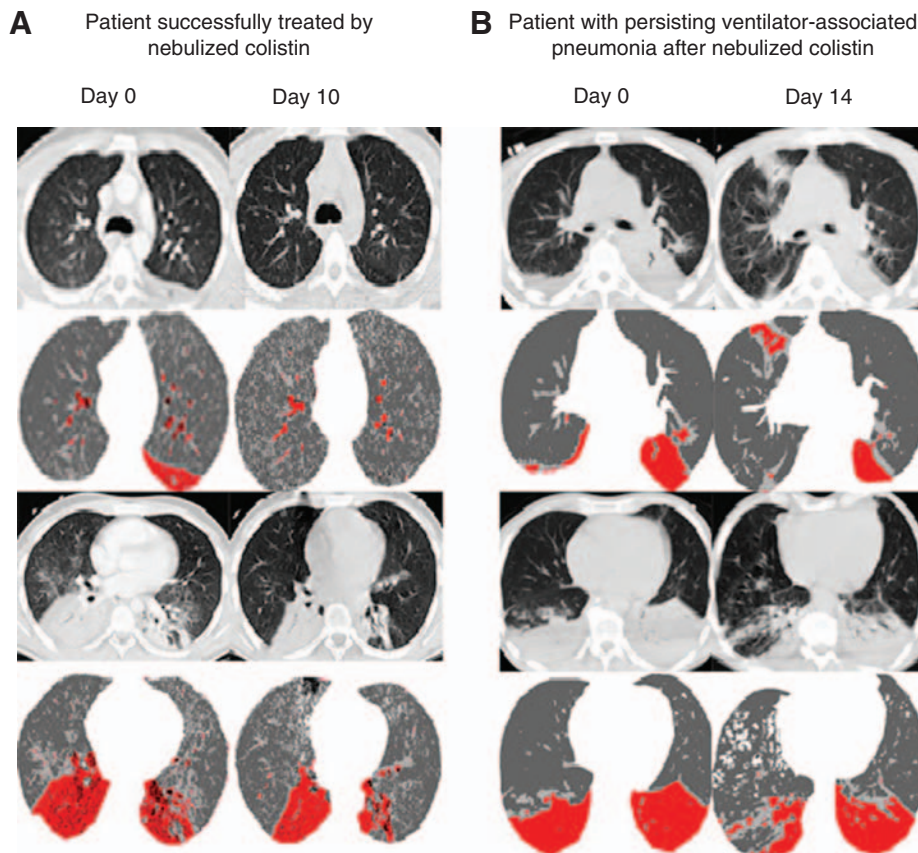 A Patient successfully treated by
nebulized colistin
Day 0 Day 10
B Patient with persisting ventilator-associated
pneumonia after nebulized colistin
Day 0 Day 14